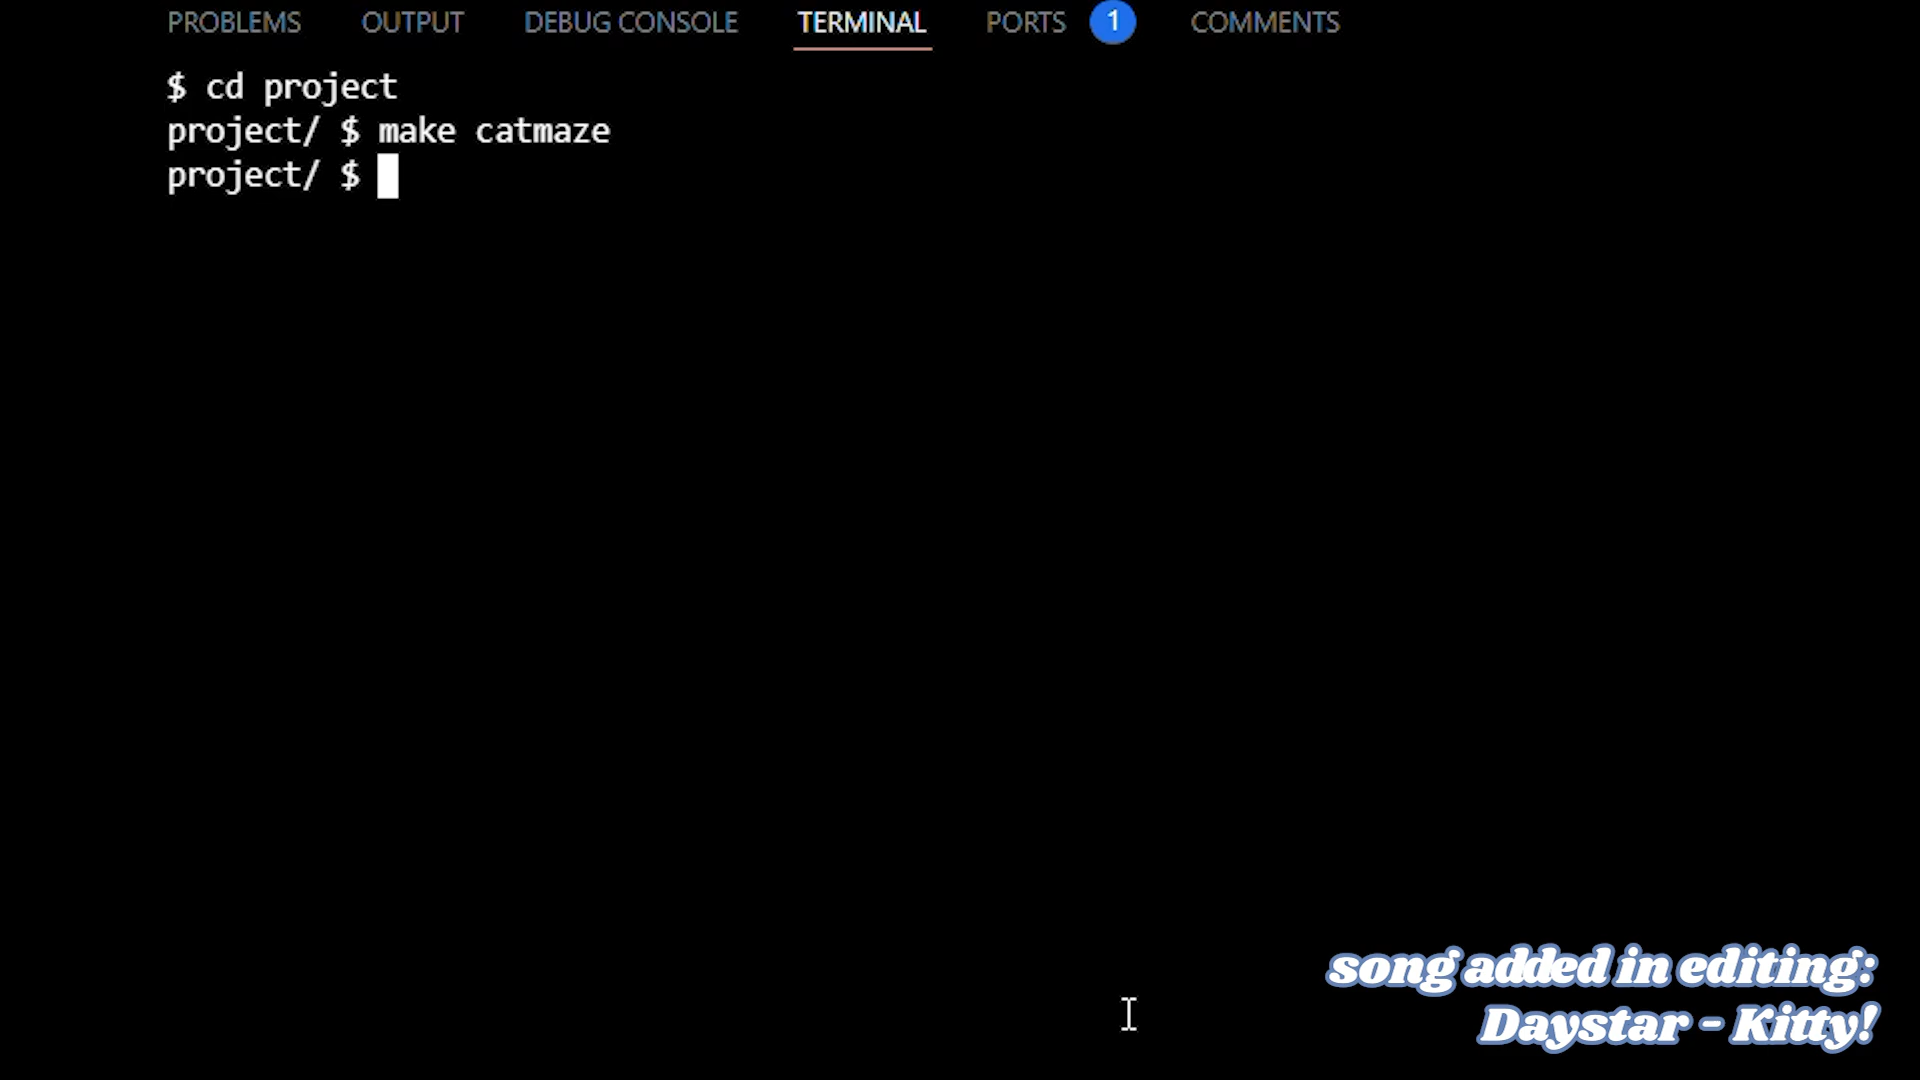 PROBLEMS OUTPUT DEBUG CONSOLE TERMINAL PORTS 1 COMMENTS
$ cd project
project/ $ make catmaze
project/ $
song added in editing:
Daystar - Kitty!